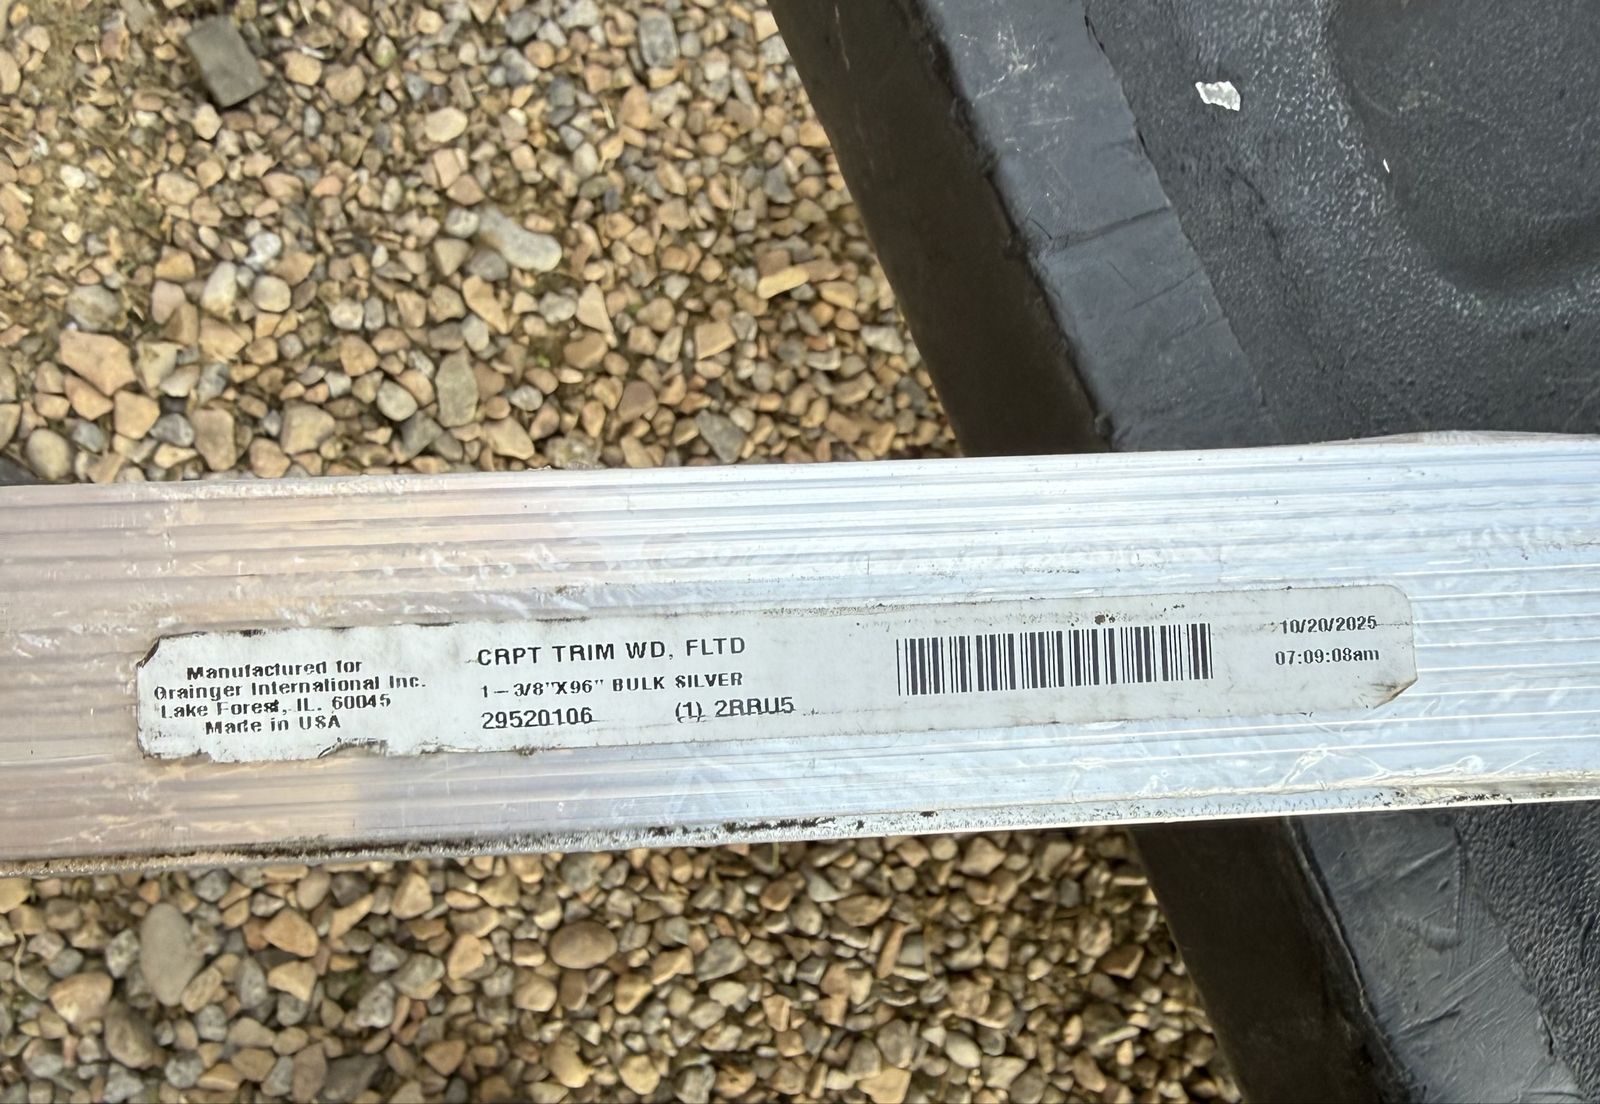 Manufactured for
Grainger International Inc.
Lake Forest, IL. 60045
Made in USA
CRPT TRIM WD, FLTD
1-3/8"X96" BULK SILVER
29520106 (1) 2RRU5
10/20/2025
07:09:08am